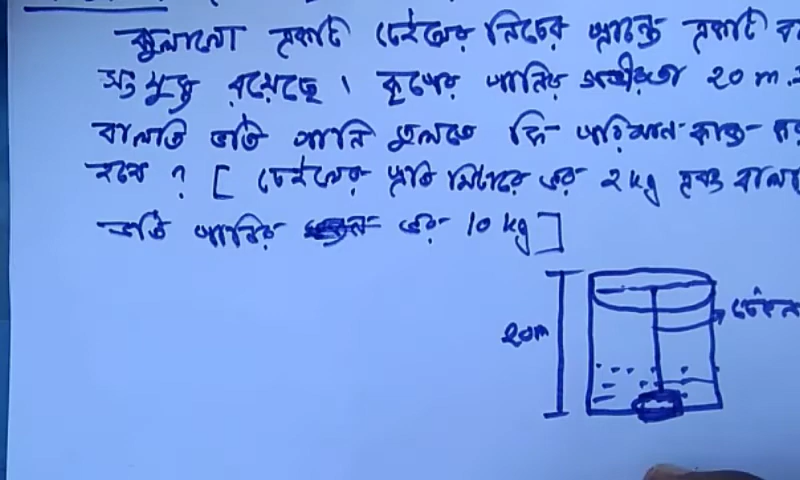 ঝুলানো একটি চেইনের নিচের প্রান্তে একটি
যুক্ত রয়েছে। কূপের পানির গভীরতা 20 m.
বালতি ভর্তি পানি তুলতে কি পরিমান কাজ
হবে ? [ চেইনের প্রতি মিটারে ভর 2 kg এবং
ভর্তি পানির ভর 10 kg ]
20m
চেইন